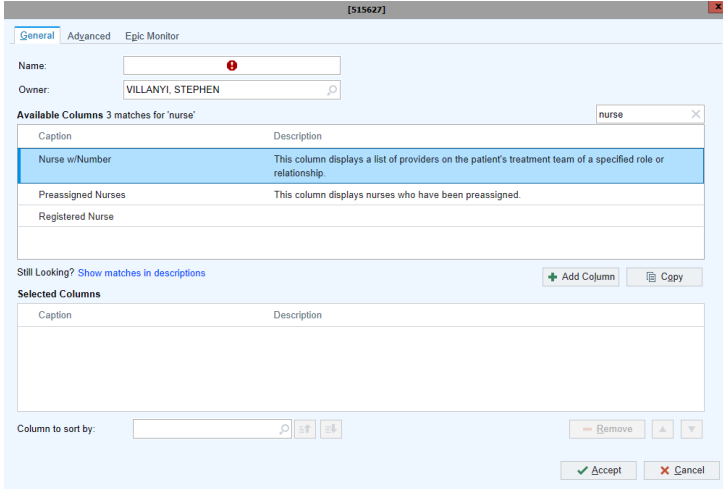 [515627]
x
General Advanced Epic Monitor
Name:
Owner: VILLANYI, STEPHEN
Available Columns 3 matches for 'nurse' nurse
Caption Description
Nurse w/Number This column displays a list of providers on the patient's treatment team of a specified role or
relationship.
Preassigned Nurses This column displays nurses who have been preassigned.
Registered Nurse
Still Looking? Show matches in descriptions Add Column Copy
Selected Columns
Caption Description
Column to sort by: Remove
Accept Cancel